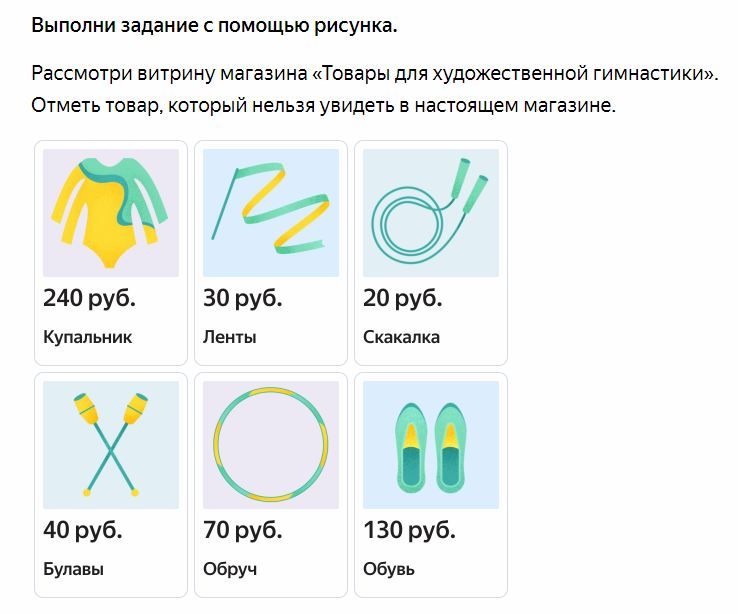 Выполни задание с помощью рисунка.
Рассмотри витрину магазина «Товары для художественной гимнастики».
Отметь товар, который нельзя увидеть в настоящем магазине.
240 руб.
Купальник
30 руб.
Ленты
20 руб.
Скакалка
40 руб.
Булавы
70 руб.
Обруч
130 руб.
Обувь